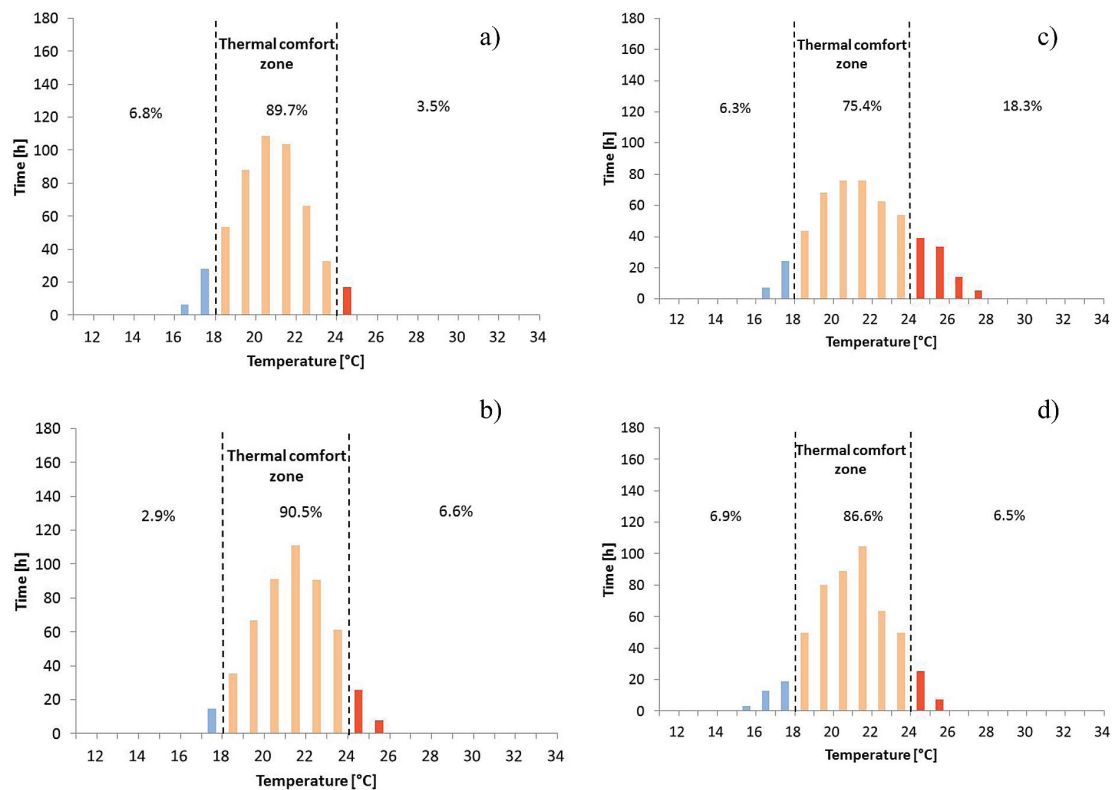 a)
Thermal comfort
zone
6.8%
89.7%
3.5%
Time [h]
180
160
140
120
100
80
60
40
20
0
12 14 16 18 20 22 24 26 28 30 32 34
Temperature [°C]
c)
Thermal comfort
zone
6.3%
75.4%
18.3%
Time [h]
180
160
140
120
100
80
60
40
20
0
12 14 16 18 20 22 24 26 28 30 32 34
Temperature [°C]
b)
Thermal comfort
zone
2.9%
90.5%
6.6%
Time [h]
180
160
140
120
100
80
60
40
20
0
12 14 16 18 20 22 24 26 28 30 32 34
Temperature [°C]
d)
Thermal comfort
zone
6.9%
86.6%
6.5%
Time [h]
180
160
140
120
100
80
60
40
20
0
12 14 16 18 20 22 24 26 28 30 32 34
Temperature [°C]